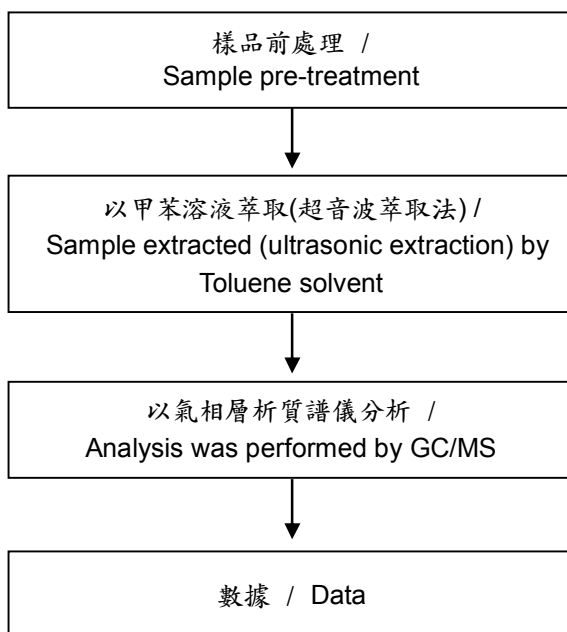 樣品前處理 /
Sample pre-treatment
以甲苯溶液萃取(超音波萃取法) /
Sample extracted (ultrasonic extraction) by
Toluene solvent
以氣相層析質譜儀分析 /
Analysis was performed by GC/MS
數據 / Data